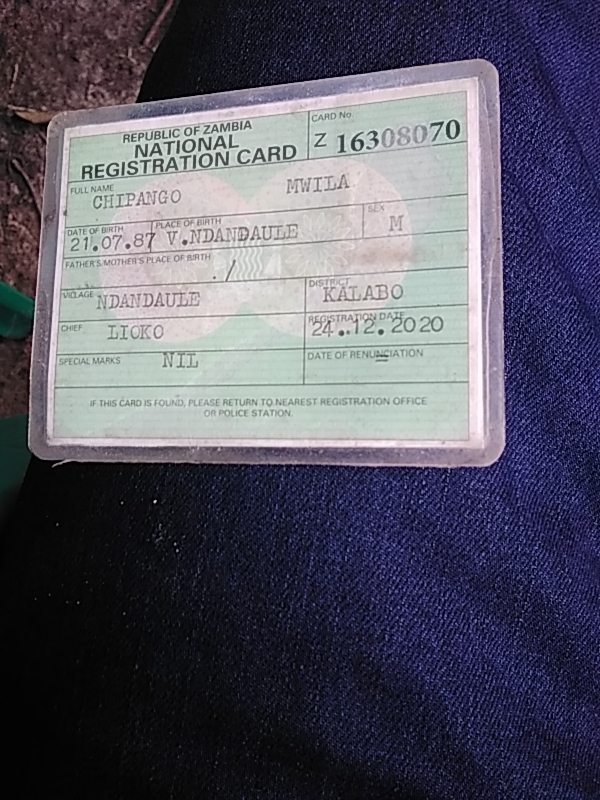 REPUBLIC OF ZAMBIA
NATIONAL
REGISTRATION CARD
CARD No.
Z 16308070
FULL NAME
CHIPANGO MWILA
DATE OF BIRTH PLACE OF BIRTH SEX
21.07.87 V.NDANDAULE M
FATHER'S/MOTHER'S PLACE OF BIRTH
./
VILLAGE NDANDAULE
DISTRICT
KALABO
CHIEF LIOKO
REGISTRATION DATE
24.12.2020
SPECIAL MARKS NIL
DATE OF RENUNCIATION
=
IF THIS CARD IS FOUND, PLEASE RETURN TO NEAREST REGISTRATION OFFICE
OR POLICE STATION.